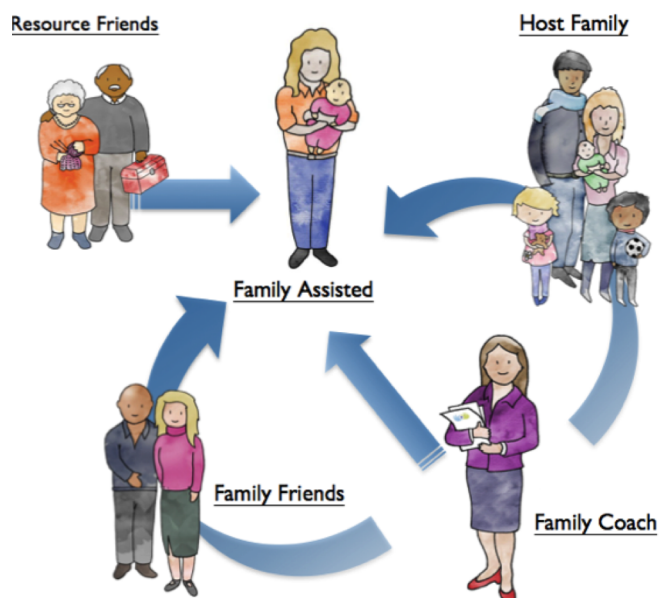 Resource Friends
Host Family
Family Assisted
Family Friends
Family Coach